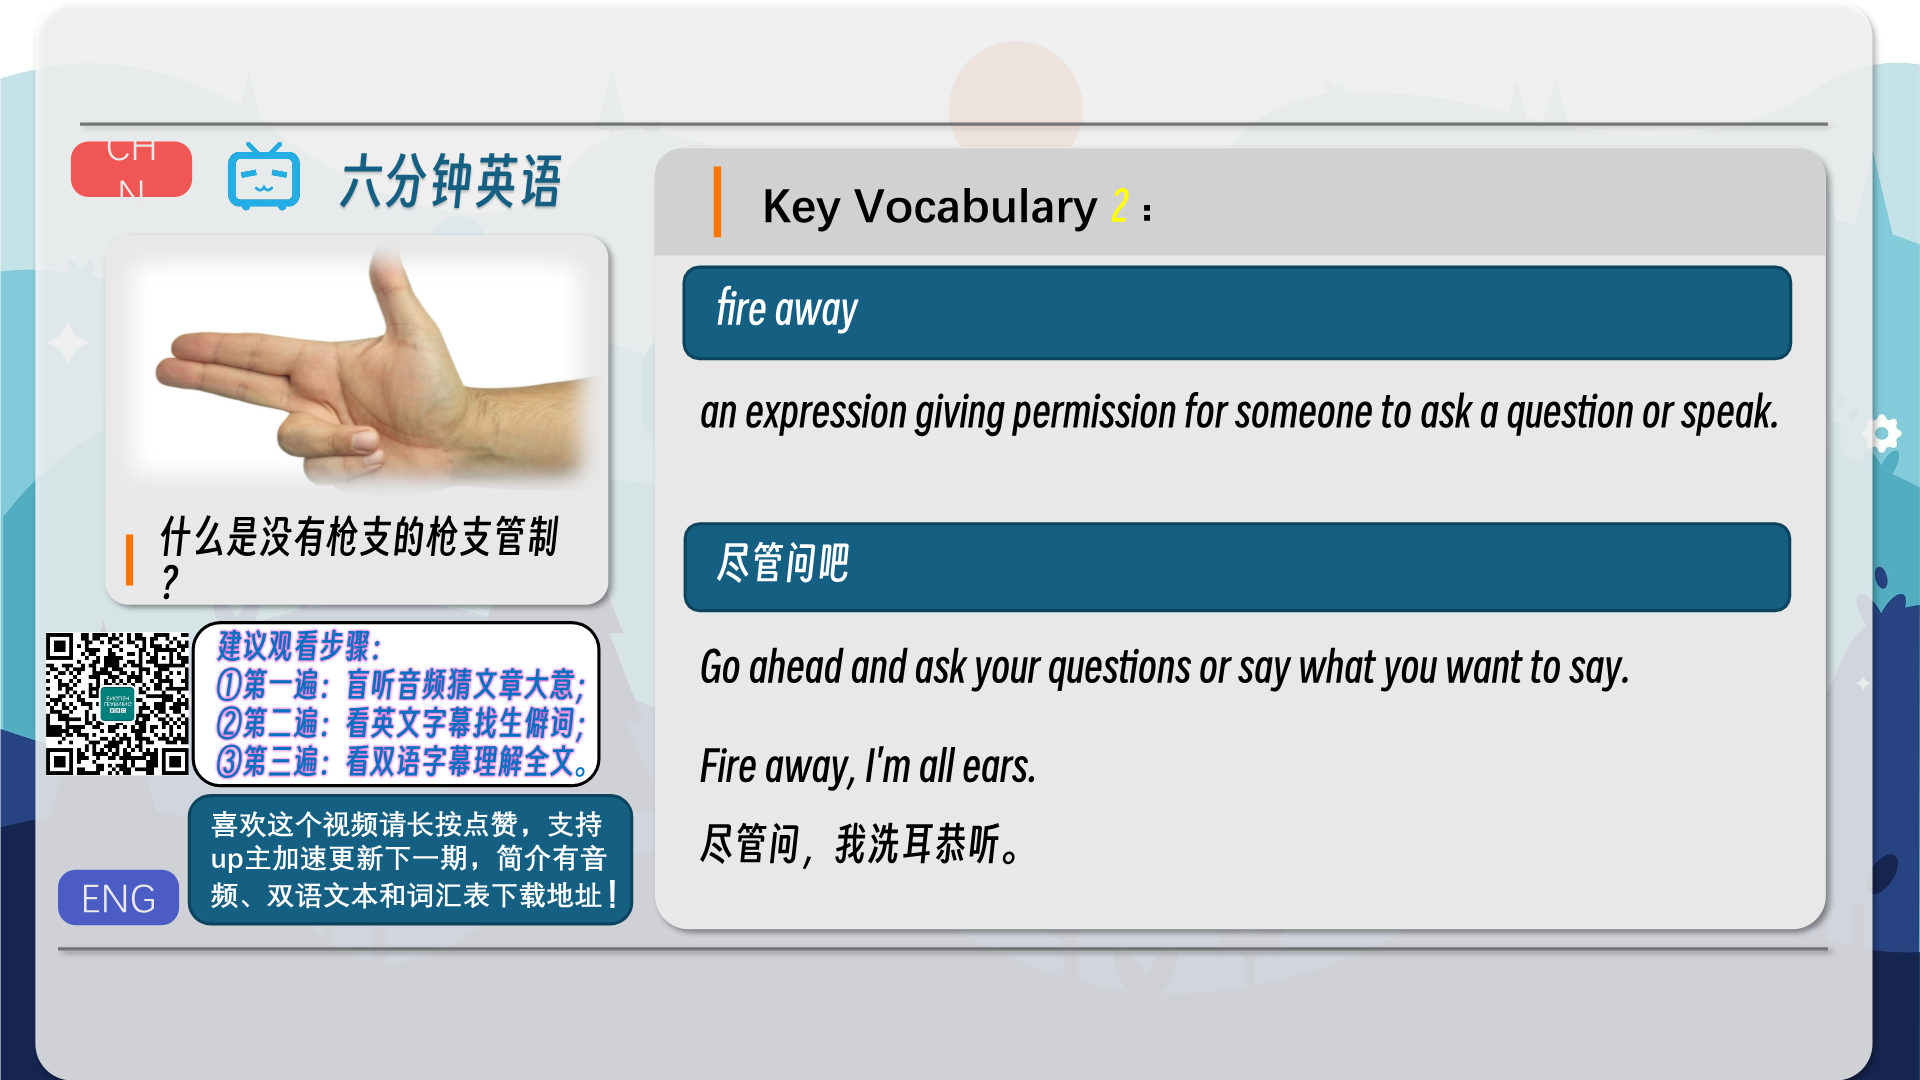 CH
N
六分钟英语
什么是没有枪支的枪支管制
?
建议观看步骤：
①第一遍：盲听音频猜文章大意；
②第二遍：看英文字幕找生僻词；
③第三遍：看双语字幕理解全文。
喜欢这个视频请长按点赞，支持
up主加速更新下一期，简介有音
频、双语文本和词汇表下载地址！
ENG
Key Vocabulary 2：
fire away
an expression giving permission for someone to ask a question or speak.
尽管问吧
Go ahead and ask your questions or say what you want to say.
Fire away, I'm all ears.
尽管问，我洗耳恭听。